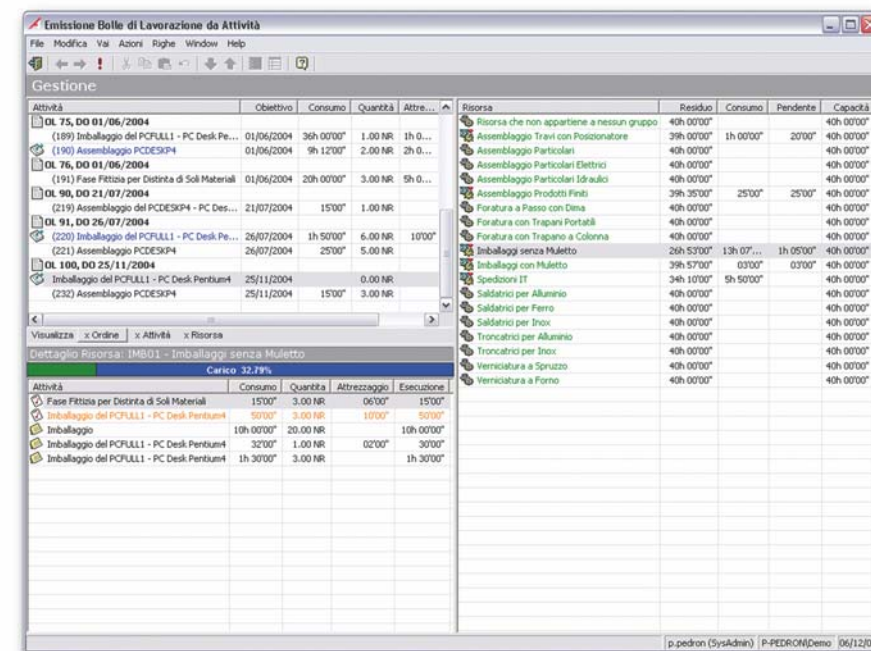 Emissione Bolle di Lavorazione da Attività
File Modifica Vai Azioni Righe Window Help
Gestione
Attività Obiettivo Consumo Quantità Attre...
OL 75, DO 01/06/2004
(189) Imballaggio del PCFULL1 - PC Desk Pe... 01/06/2004 36h 00'00" 1.00 NR 1h 0...
(190) Assemblaggio PCDESKP4 01/06/2004 9h 12'00" 2.00 NR 2h 0...
OL 76, DO 01/06/2004
(191) Fase Fittizia per Distinta di Soli Materiali 01/06/2004 20h 00'00" 3.00 NR 5h 0...
OL 90, DO 21/07/2004
(219) Assemblaggio del PCDESKP4 - PC Des... 21/07/2004 15'00" 1.00 NR
OL 91, DO 26/07/2004
(220) Imballaggio del PCFULL1 - PC Desk Pe... 26/07/2004 1h 50'00" 6.00 NR 10'00"
(221) Assemblaggio PCDESKP4 26/07/2004 25'00" 5.00 NR
OL 100, DO 25/11/2004
Imballaggio del PCFULL1 - PC Desk Pentium4 25/11/2004 0.00 NR
(232) Assemblaggio PCDESKP4 25/11/2004 15'00" 3.00 NR
Visualizza x Ordine x Attività x Risorsa
Dettaglio Risorsa: IMB01 - Imballaggi senza Muletto
Carico 32.79%
Attività Consumo Quantita Attrezzaggio Esecuzione
Fase Fittizia per Distinta di Soli Materiali 15'00" 3.00 NR 06'00" 15'00"
Imballaggio del PCFULL1 - PC Desk Pentium4 50'00" 3.00 NR 10'00" 50'00"
Imballaggio 10h 00'00" 20.00 NR 10h 00'00"
Imballaggio del PCFULL1 - PC Desk Pentium4 32'00" 1.00 NR 02'00" 30'00"
Imballaggio del PCFULL1 - PC Desk Pentium4 1h 30'00" 3.00 NR 1h 30'00"
Risorsa Residuo Consumo Pendente Capacità
Risorsa che non appartiene a nessun gruppo 40h 00'00" 40h 00'00"
Assemblaggio Travi con Posizionatore 39h 00'00" 1h 00'00" 20'00" 40h 00'00"
Assemblaggio Particolari 40h 00'00" 40h 00'00"
Assemblaggio Particolari Elettrici 40h 00'00" 40h 00'00"
Assemblaggio Particolari Idraulici 40h 00'00" 40h 00'00"
Assemblaggio Prodotti Finiti 39h 35'00" 25'00" 25'00" 40h 00'00"
Foratura a Passo con Dima 40h 00'00" 40h 00'00"
Foratura con Trapani Portatili 40h 00'00" 40h 00'00"
Foratura con Trapano a Colonna 40h 00'00" 40h 00'00"
Imballaggi senza Muletto 26h 53'00" 13h 07'... 1h 05'00" 40h 00'00"
Imballaggi con Muletto 39h 57'00" 03'00" 03'00" 40h 00'00"
Spedizioni IT 34h 10'00" 5h 50'00" 40h 00'00"
Saldatrici per Alluminio 40h 00'00" 40h 00'00"
Saldatrici per Ferro 40h 00'00" 40h 00'00"
Saldatrici per Inox 40h 00'00" 40h 00'00"
Troncatrici per Alluminio 40h 00'00" 40h 00'00"
Troncatrici per Inox 40h 00'00" 40h 00'00"
Verniciatura a Spruzzo 40h 00'00" 40h 00'00"
Verniciatura a Forno 40h 00'00" 40h 00'00"
p.pedron (SysAdmin) P-PEDRON\Demo 06/12/0